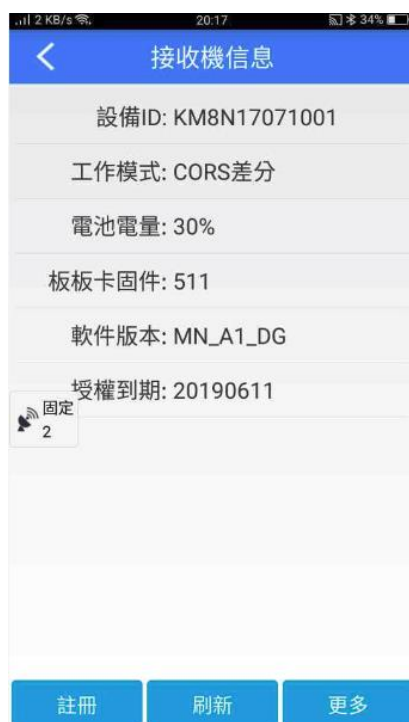 2 KB/s 20:17 34%
接收機信息
設備ID: KM8N17071001
工作模式: CORS差分
電池電量: 30%
板板卡固件: 511
軟件版本: MN_A1_DG
授權到期: 20190611
固定
2
註冊 刷新 更多